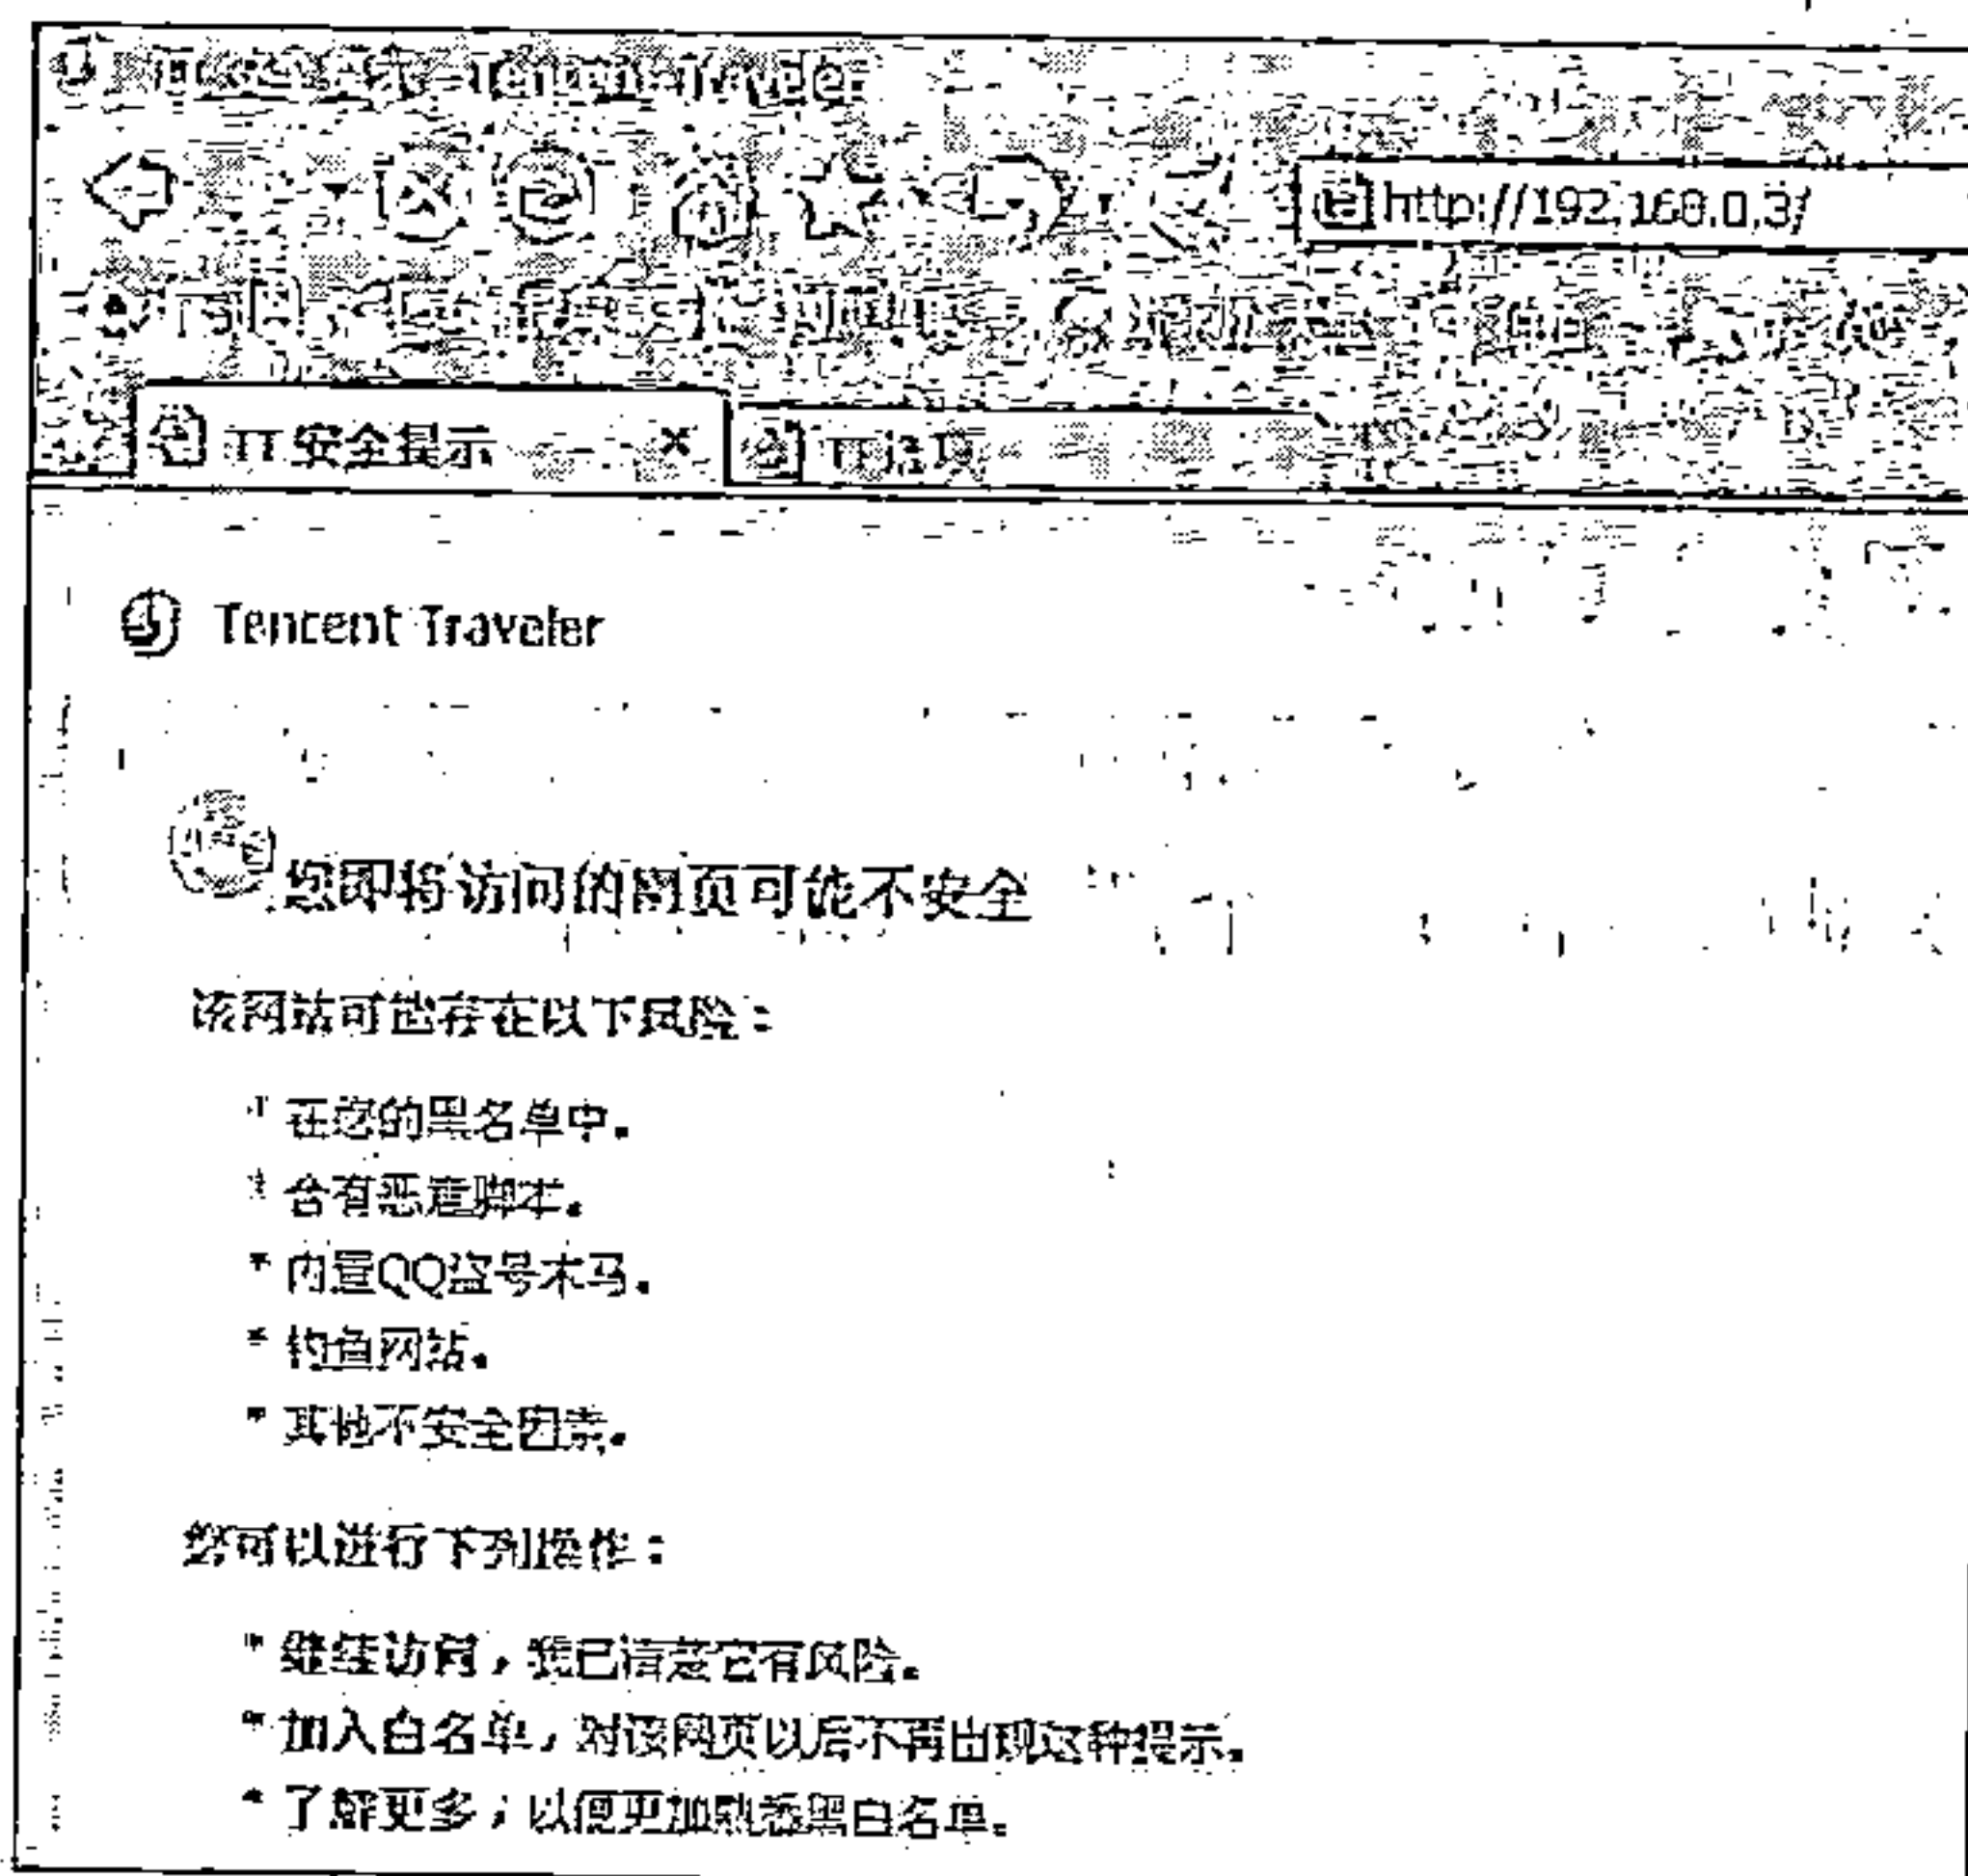 Tencent Traveler
http://192.168.0.3/
TT 安全提示
TT
Tencent Traveler
您即将访问的网页可能不安全
该网站可能存在以下风险：
* 在您的黑名单中。
* 含有恶意脚本。
* 内置QQ盗号木马。
* 钓鱼网站。
* 其他不安全因素。
您可以进行下列操作：
* 继续访问，我已清楚它有风险。
* 加入白名单，对该网页以后不再出现这种提示。
* 了解更多，以便更加熟悉黑白名单。